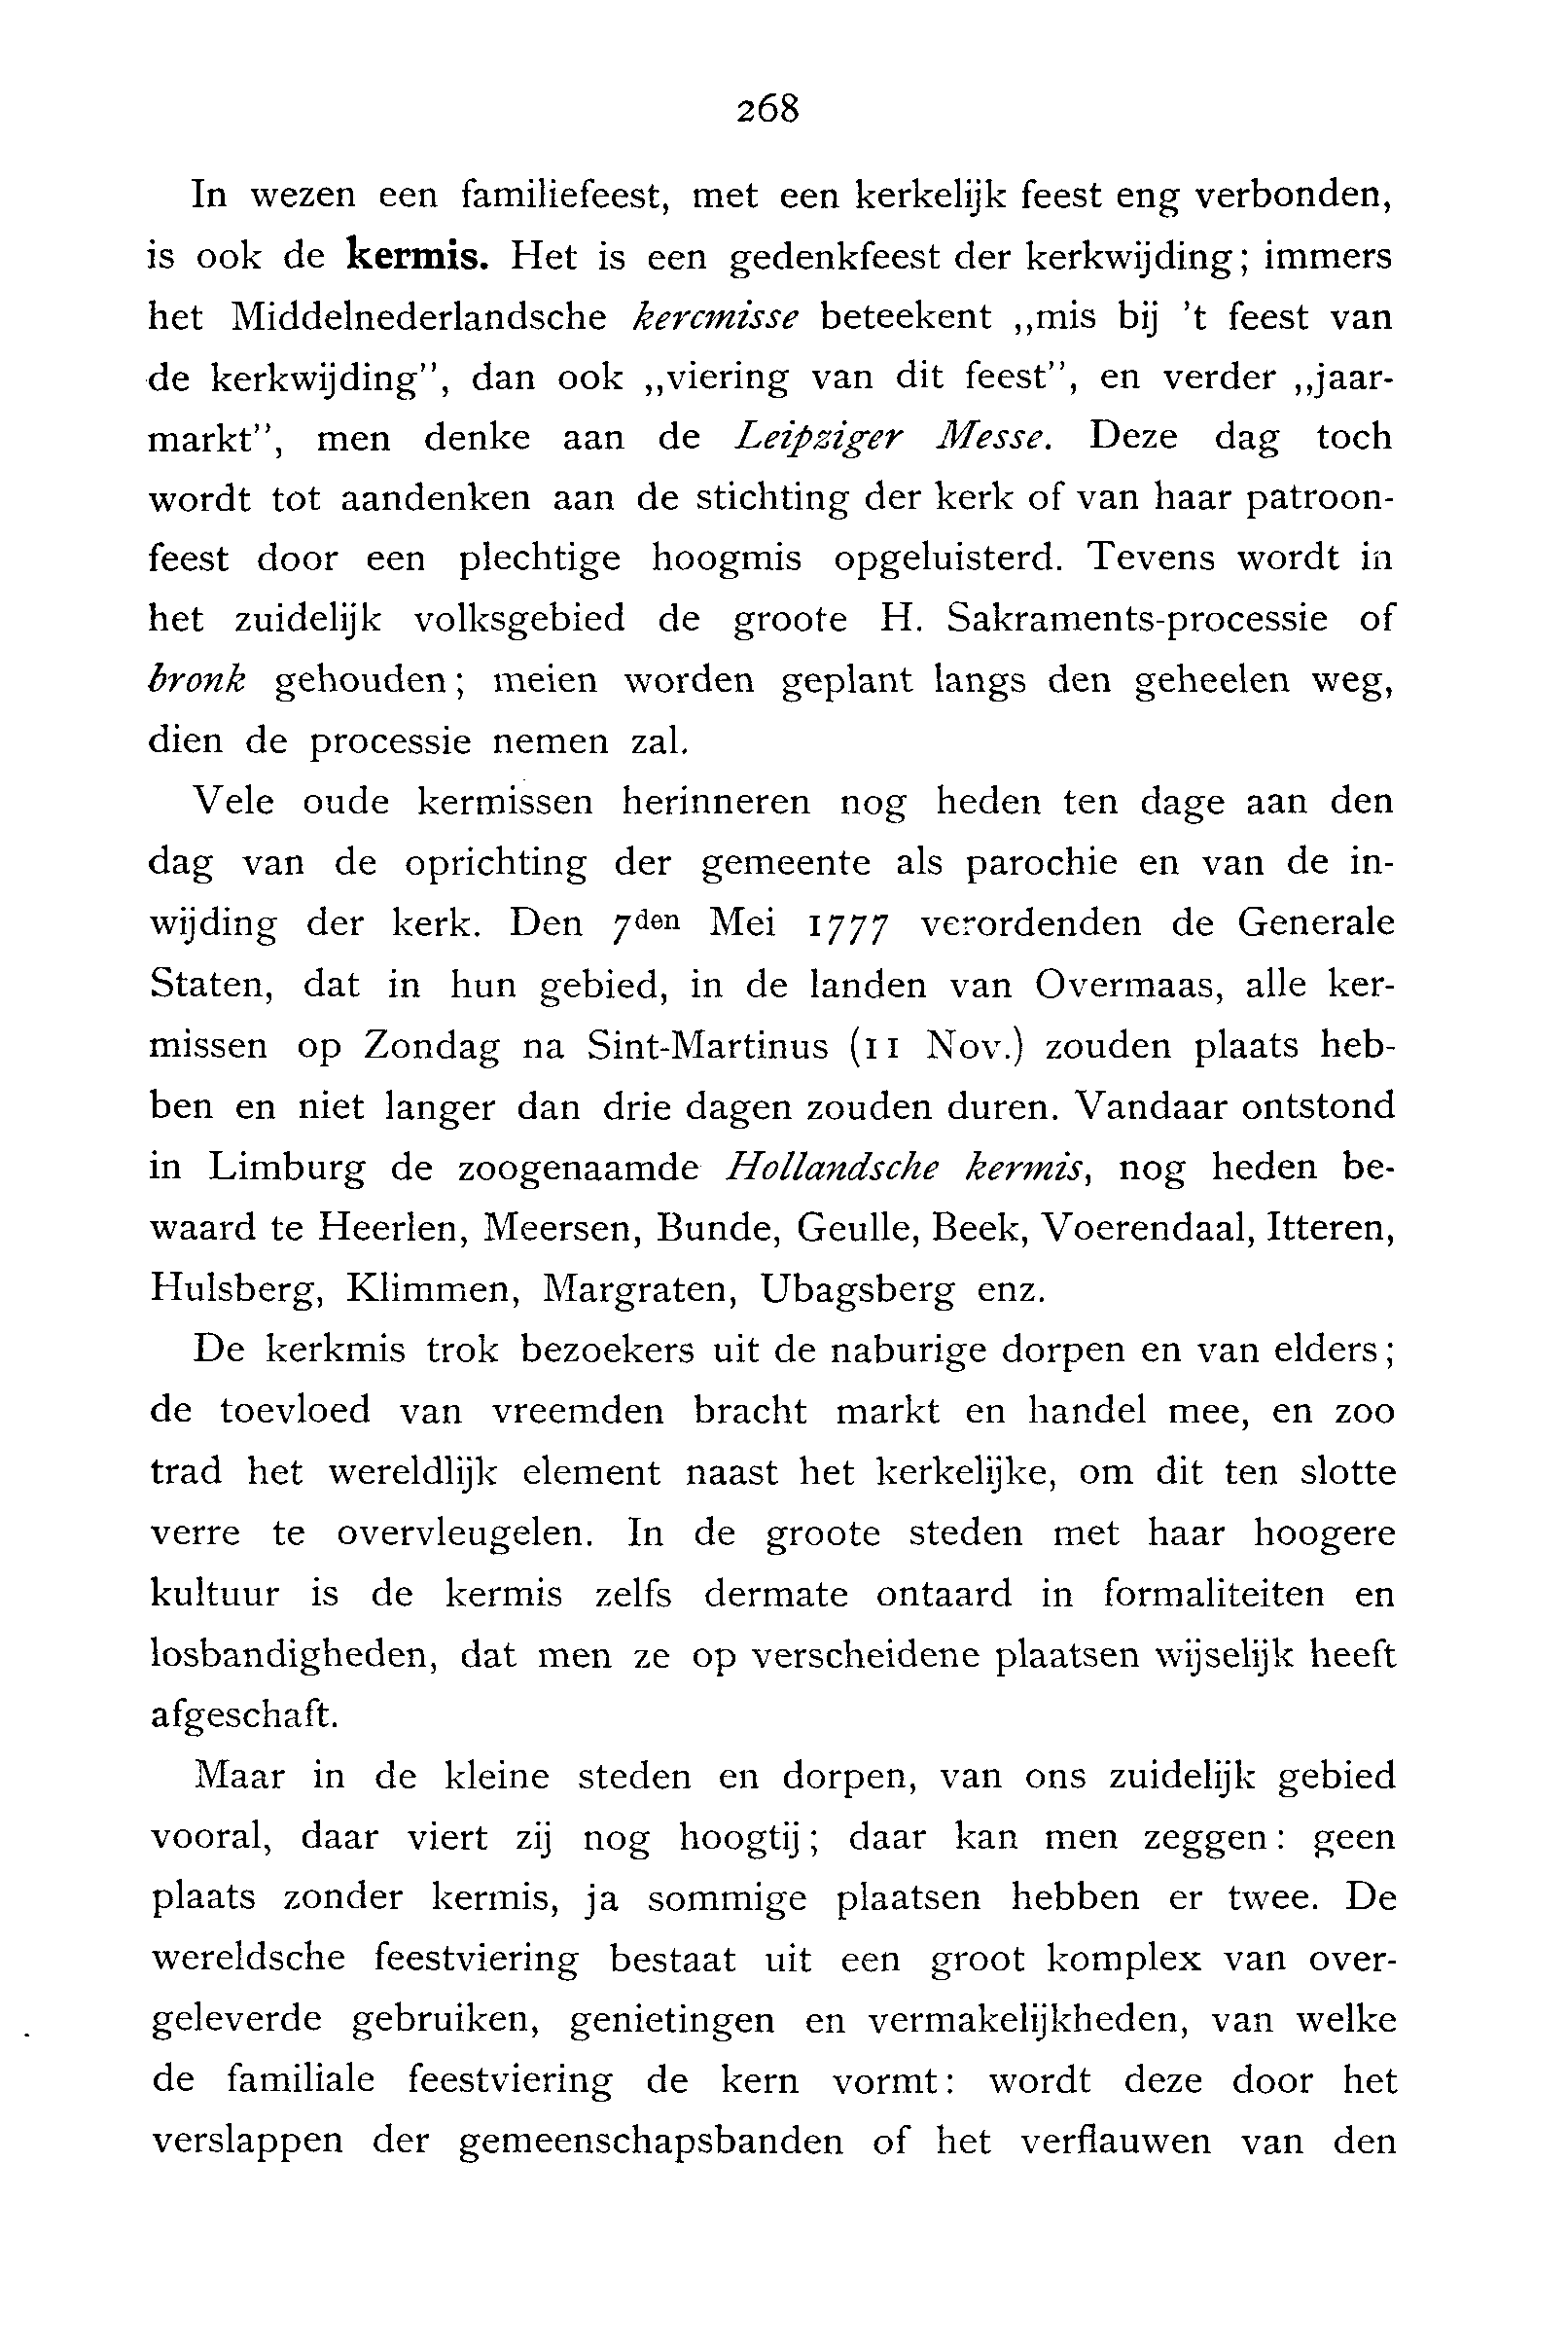 268
In wezen een familiefeest, met een kerkelijk feest eng verbonden,
is ook de kermis. Het is een gedenkfeest der kerkwijding; immers
het Middelnederlandsche kercmisse beteekent „mis bij 't feest van
de kerkwijding”, dan ook „viering van dit feest”, en verder „jaar-
markt”, men denke aan de Leipziger Messe. Deze dag toch
wordt tot aandenken aan de stichting der kerk of van haar patroon-
feest door een plechtige hoogmis opgeluisterd. Tevens wordt in
het zuidelijk volksgebied de groote H. Sakraments-processie of
bronk gehouden; meien worden geplant langs den geheelen weg,
dien de processie nemen zal.
Vele oude kermissen herinneren nog heden ten dage aan den
dag van de oprichting der gemeente als parochie en van de in-
wijding der kerk. Den 7den Mei 1777 verordenden de Generale
Staten, dat in hun gebied, in de landen van Overmaas, alle ker-
missen op Zondag na Sint-Martinus (11 Nov.) zouden plaats heb-
ben en niet langer dan drie dagen zouden duren. Vandaar ontstond
in Limburg de zoogenaamde Hollandsche kermis, nog heden be-
waard te Heerlen, Meersen, Bunde, Geulle, Beek, Voerendaal, Itteren,
Hulsberg, Klimmen, Margraten, Ubagsberg enz.
De kerkmis trok bezoekers uit de naburige dorpen en van elders;
de toevloed van vreemden bracht markt en handel mee, en zoo
trad het wereldlijk element naast het kerkelijke, om dit ten slotte
verre te overvleugelen. In de groote steden met haar hoogere
kultuur is de kermis zelfs dermate ontaard in formaliteiten en
losbandigheden, dat men ze op verscheidene plaatsen wijselijk heeft
afgeschaft.
Maar in de kleine steden en dorpen, van ons zuidelijk gebied
vooral, daar viert zij nog hoogtij; daar kan men zeggen: geen
plaats zonder kermis, ja sommige plaatsen hebben er twee. De
wereldsche feestviering bestaat uit een groot komplex van over-
geleverde gebruiken, genietingen en vermakelijkheden, van welke
de familiale feestviering de kern vormt: wordt deze door het
verslappen der gemeenschapsbanden of het verflauwen van den